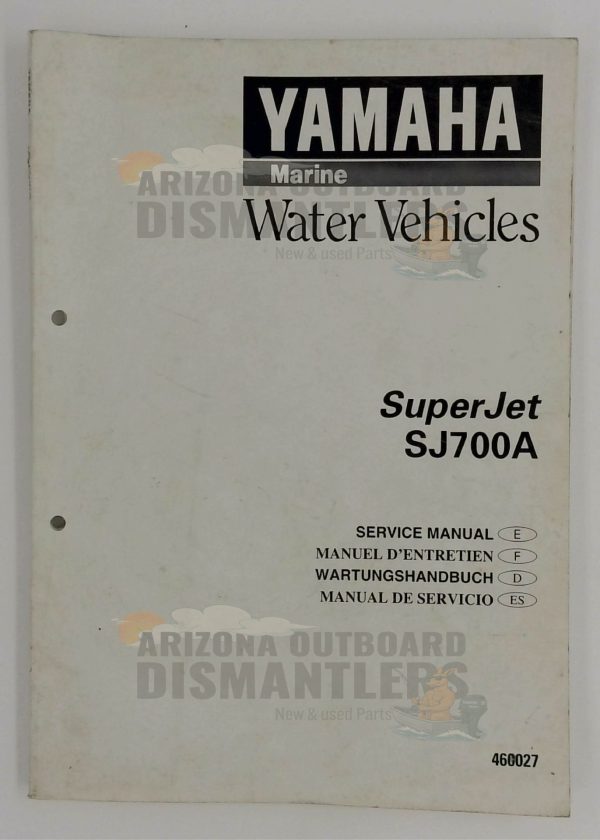 YAMAHA
Marine
ARIZONA OUTBOARD
DISMANTLERS
Water Vehicles
New & used Parts
SuperJet
SJ700A
SERVICE MANUAL E
MANUEL D'ENTRETIEN F
WARTUNGSHANDBUCH D
MANUAL DE SERVICIO ES
ARIZONA OUTBOARD
DISMANTLERS
New & used Parts
460027